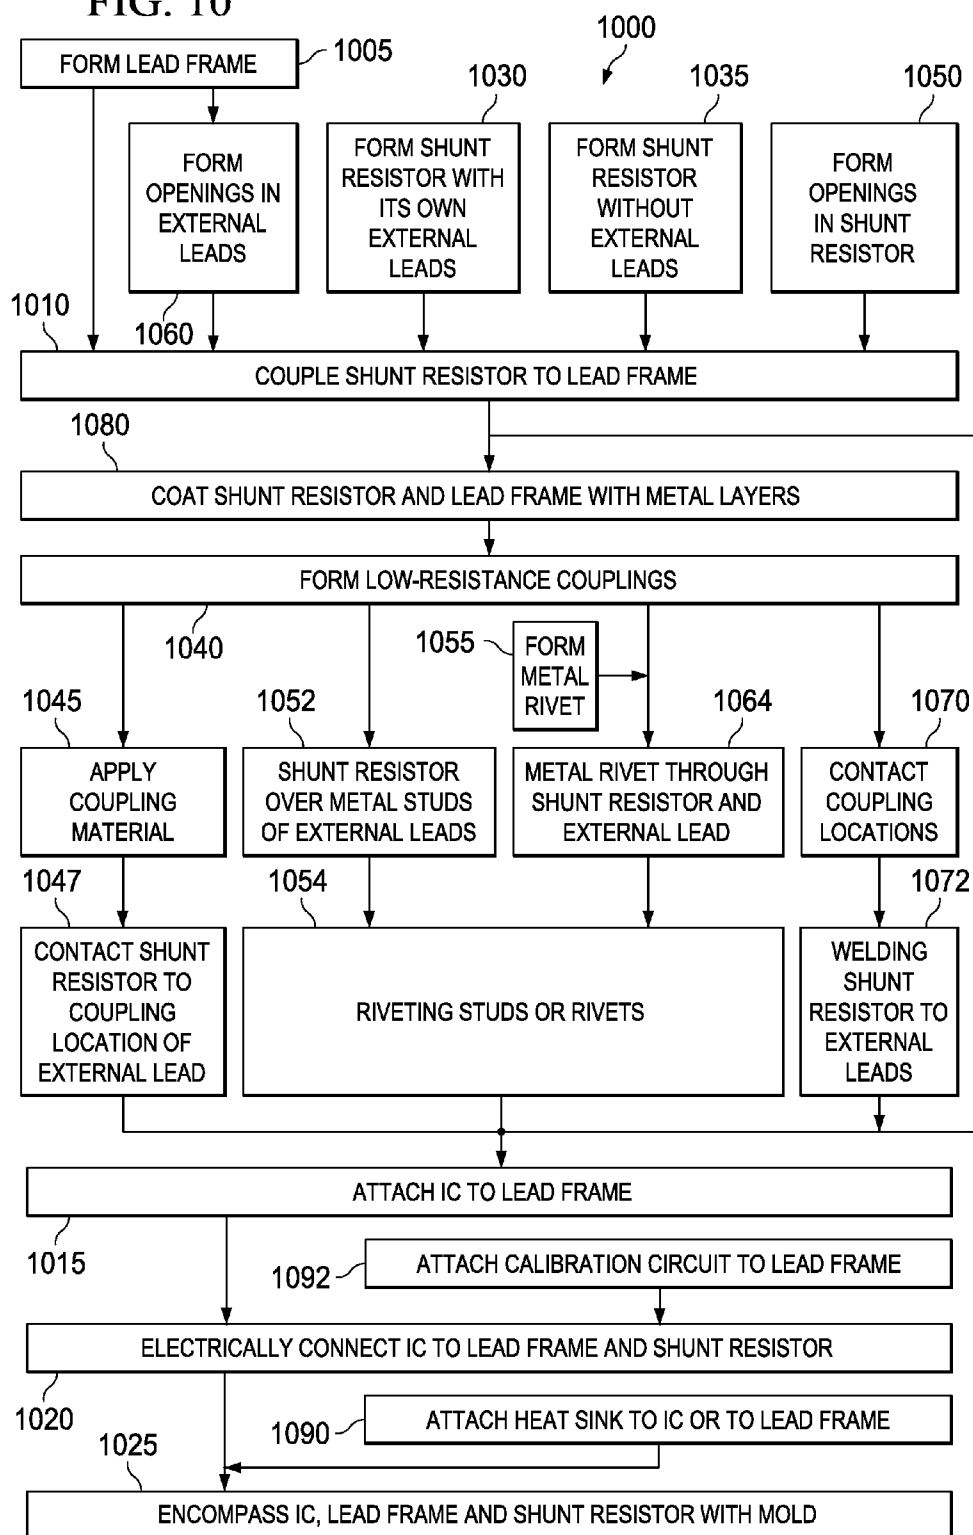 FIG. 10
1000
FORM LEAD FRAME
1005
1030
1035
1050
FORM
OPENINGS IN
EXTERNAL
LEADS
FORM SHUNT
RESISTOR WITH
ITS OWN
EXTERNAL
LEADS
FORM SHUNT
RESISTOR
WITHOUT
EXTERNAL
LEADS
FORM
OPENINGS
IN SHUNT
RESISTOR
1010
1060
COUPLE SHUNT RESISTOR TO LEAD FRAME
1080
COAT SHUNT RESISTOR AND LEAD FRAME WITH METAL LAYERS
FORM LOW-RESISTANCE COUPLINGS
1040
1055
FORM
METAL
RIVET
1045
1052
1064
1070
APPLY
COUPLING
MATERIAL
SHUNT RESISTOR
OVER METAL STUDS
OF EXTERNAL LEADS
METAL RIVET THROUGH
SHUNT RESISTOR AND
EXTERNAL LEAD
CONTACT
COUPLING
LOCATIONS
1047
1054
1072
CONTACT SHUNT
RESISTOR TO
COUPLING
LOCATION OF
EXTERNAL LEAD
RIVETING STUDS OR RIVETS
WELDING
SHUNT
RESISTOR TO
EXTERNAL
LEADS
ATTACH IC TO LEAD FRAME
1015
1092
ATTACH CALIBRATION CIRCUIT TO LEAD FRAME
ELECTRICALLY CONNECT IC TO LEAD FRAME AND SHUNT RESISTOR
1020
1090
ATTACH HEAT SINK TO IC OR TO LEAD FRAME
1025
ENCOMPASS IC, LEAD FRAME AND SHUNT RESISTOR WITH MOLD